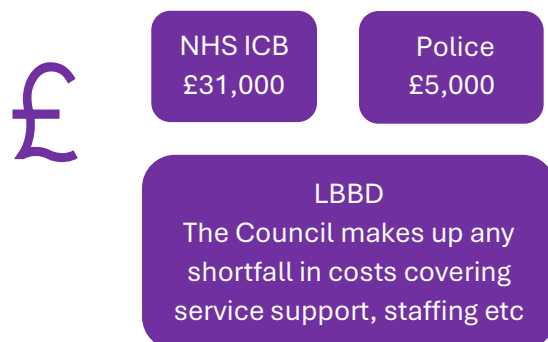 £
NHS ICB
£31,000
Police
£5,000
LBBD
The Council makes up any
shortfall in costs covering
service support, staffing etc